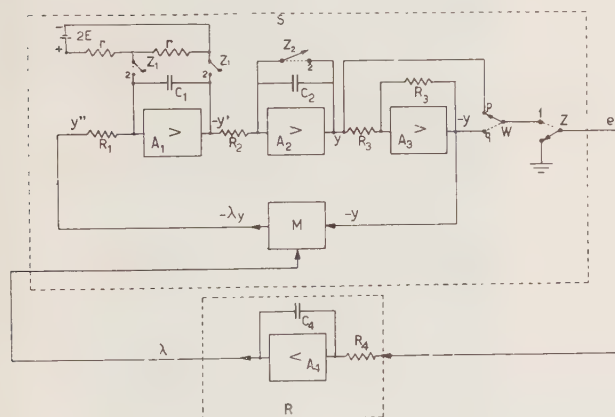 S
- 2E +
r r
Z₁ Z₁
2 2
C₁
Z₂
2
C₂
R₃
y"
R₁
A₁ >
-y'
R₂
A₂ >
y
R₃
A₃ >
-y
P
q
W
1
Z
e
-λy
M
-y
λ
C₄
< A₄
R₄
R